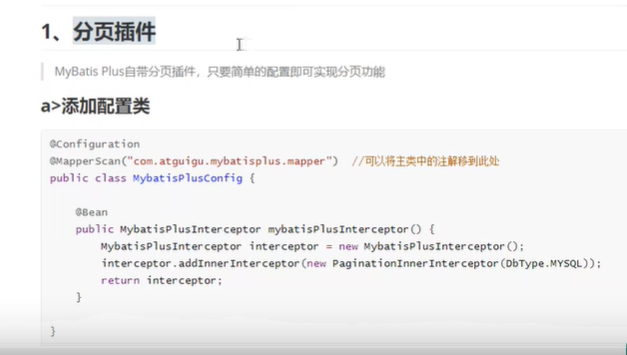 1、分页插件
MyBatis Plus自带分页插件，只要简单的配置即可实现分页功能
a>添加配置类
@Configuration
@MapperScan("com.atguigu.mybatisplus.mapper")  //可以将主类中的注解移到此处
public class MybatisPlusConfig {
@Bean
public MybatisPlusInterceptor mybatisPlusInterceptor() {
MybatisPlusInterceptor interceptor = new MybatisPlusInterceptor();
interceptor.addInnerInterceptor(new PaginationInnerInterceptor(DbType.MYSQL));
return interceptor;
}
}